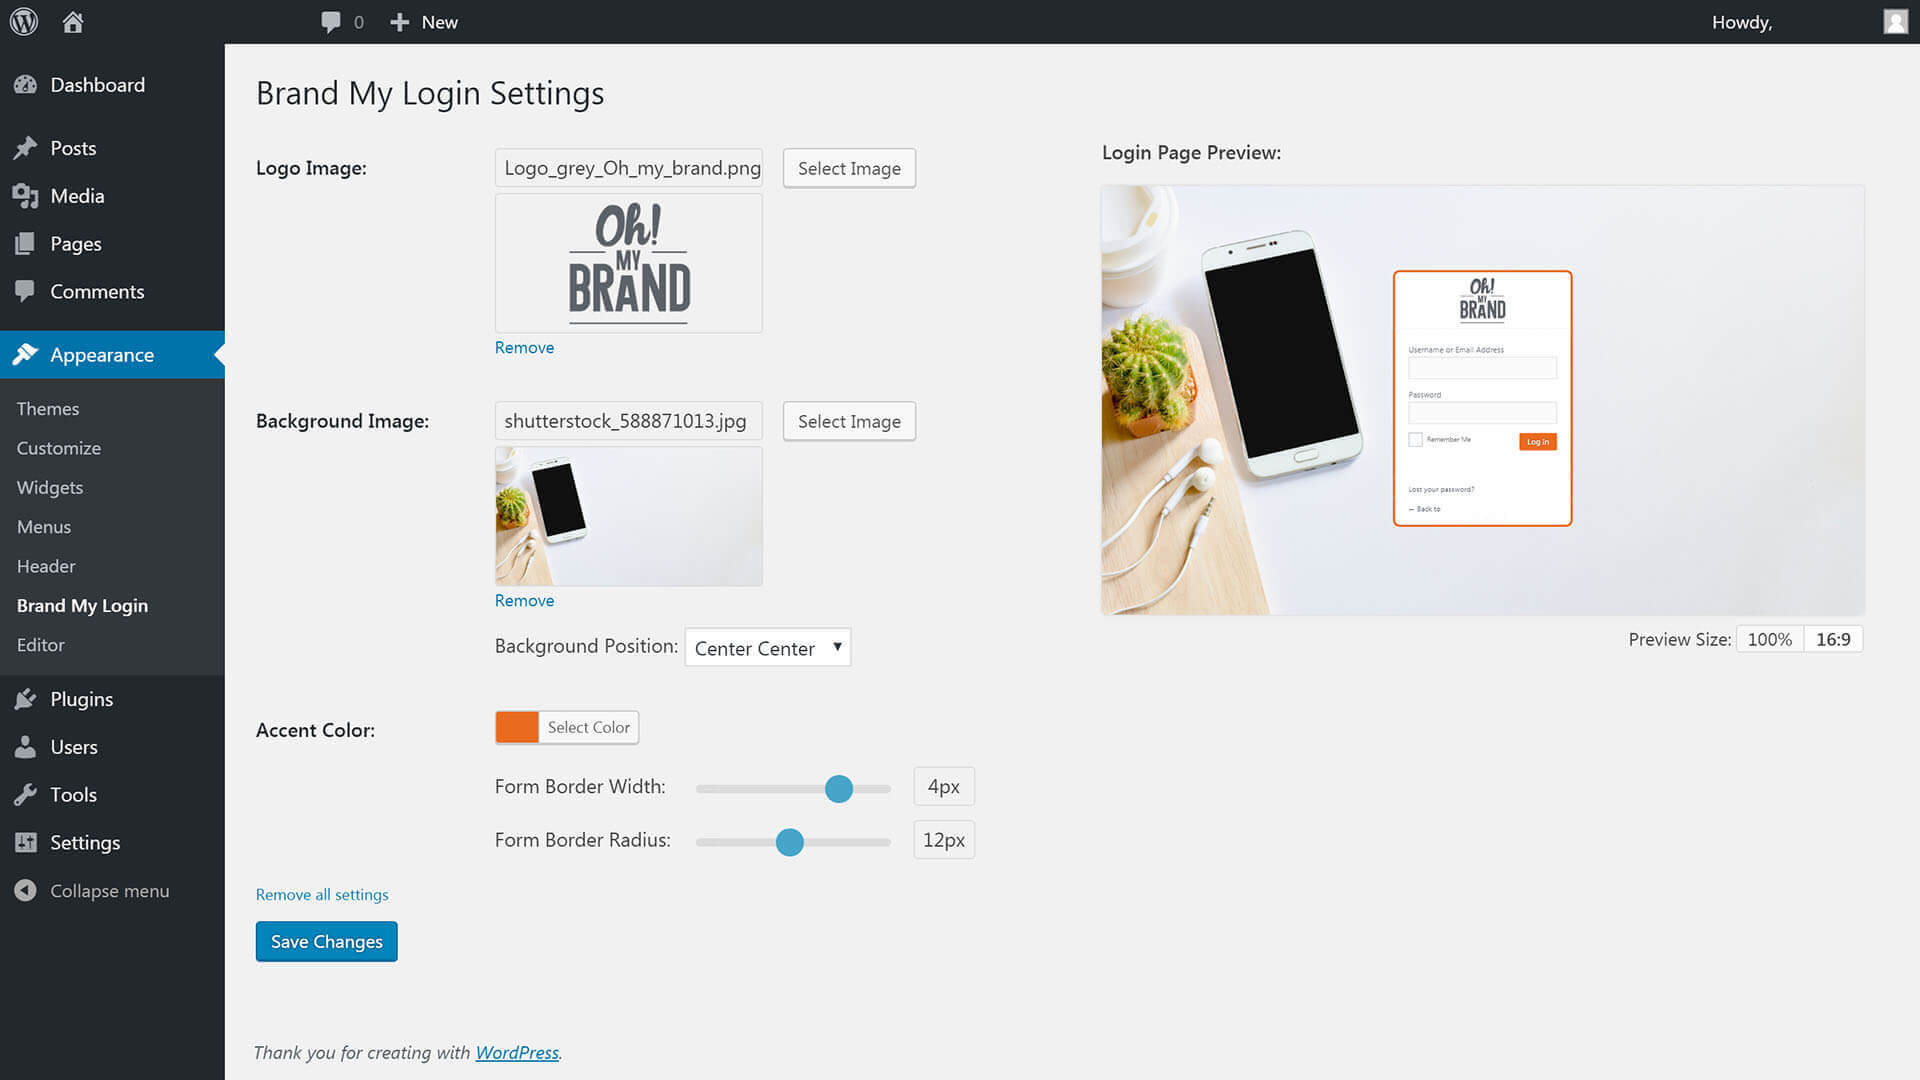 0 New Howdy,
Dashboard
Posts
Media
Pages
Comments
Appearance
Themes
Customize
Widgets
Menus
Header
Brand My Login
Editor
Plugins
Users
Tools
Settings
Collapse menu
Brand My Login Settings
Logo Image: Logo_grey_Oh_my_brand.png Select Image
Oh!
MY
BRAND
Remove
Background Image: shutterstock_588871013.jpg Select Image
Remove
Background Position: Center Center
Accent Color: Select Color
Form Border Width: 4px
Form Border Radius: 12px
Remove all settings
Save Changes
Login Page Preview:
Oh!
MY
BRAND
Username or Email Address
Password
Remember Me Log In
Lost your password?
← Back to
Preview Size: 100% 16:9
Thank you for creating with WordPress.